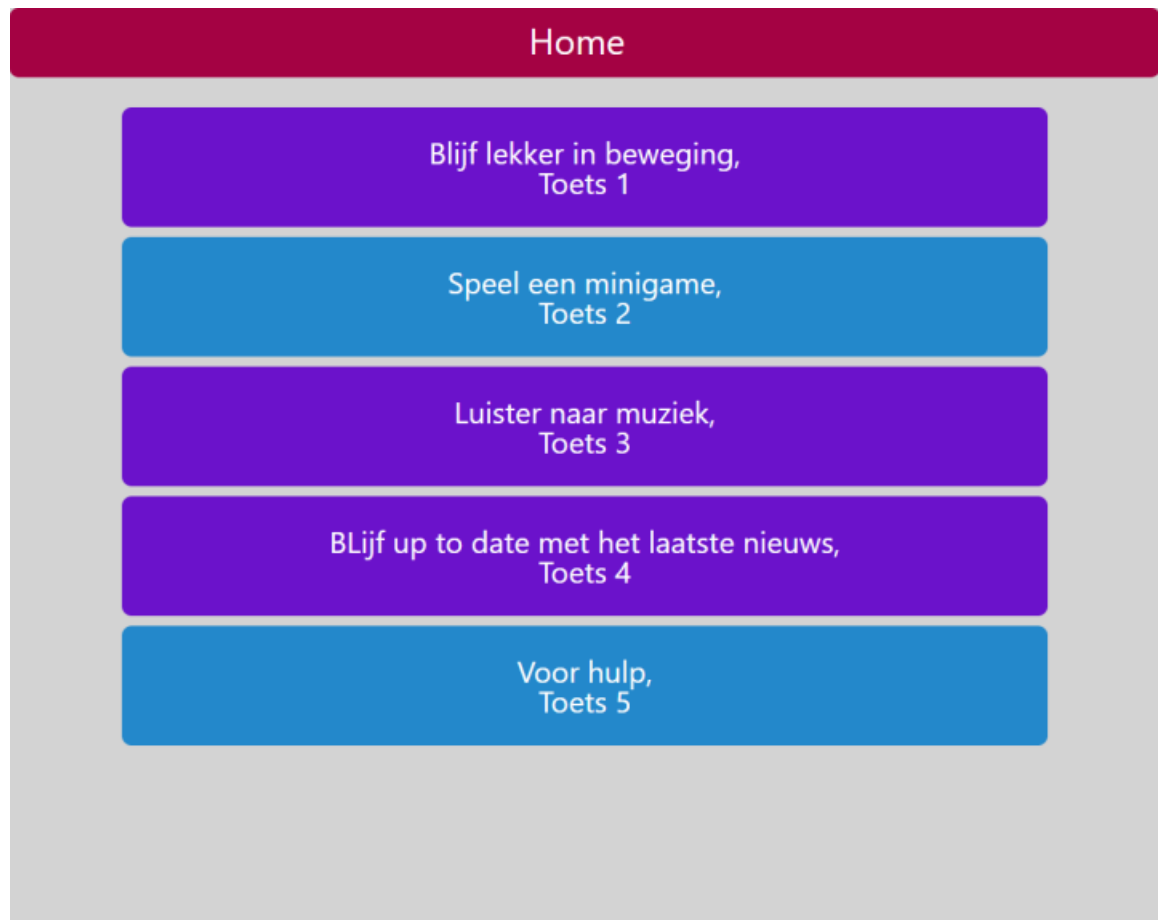 Home
Blijf lekker in beweging,
Toets 1
Speel een minigame,
Toets 2
Luister naar muziek,
Toets 3
BLijf up to date met het laatste nieuws,
Toets 4
Voor hulp,
Toets 5